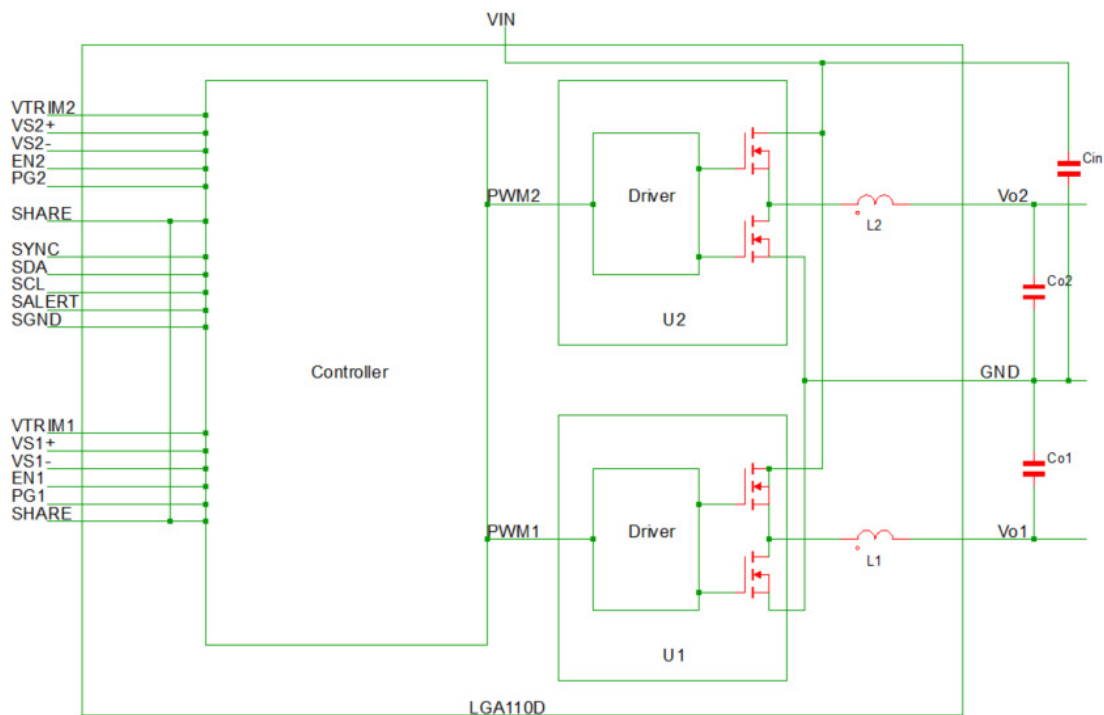 VIN
VTRIM2
VS2+
VS2-
EN2
PG2
SHARE
SYNC
SDA
SCL
SALERT
SGND
VTRIM1
VS1+
VS1-
EN1
PG1
SHARE
Controller
PWM2
PWM1
Driver
U2
Driver
U1
L2
L1
Cin
Vo2
Co2
GND
Co1
Vo1
LGA110D